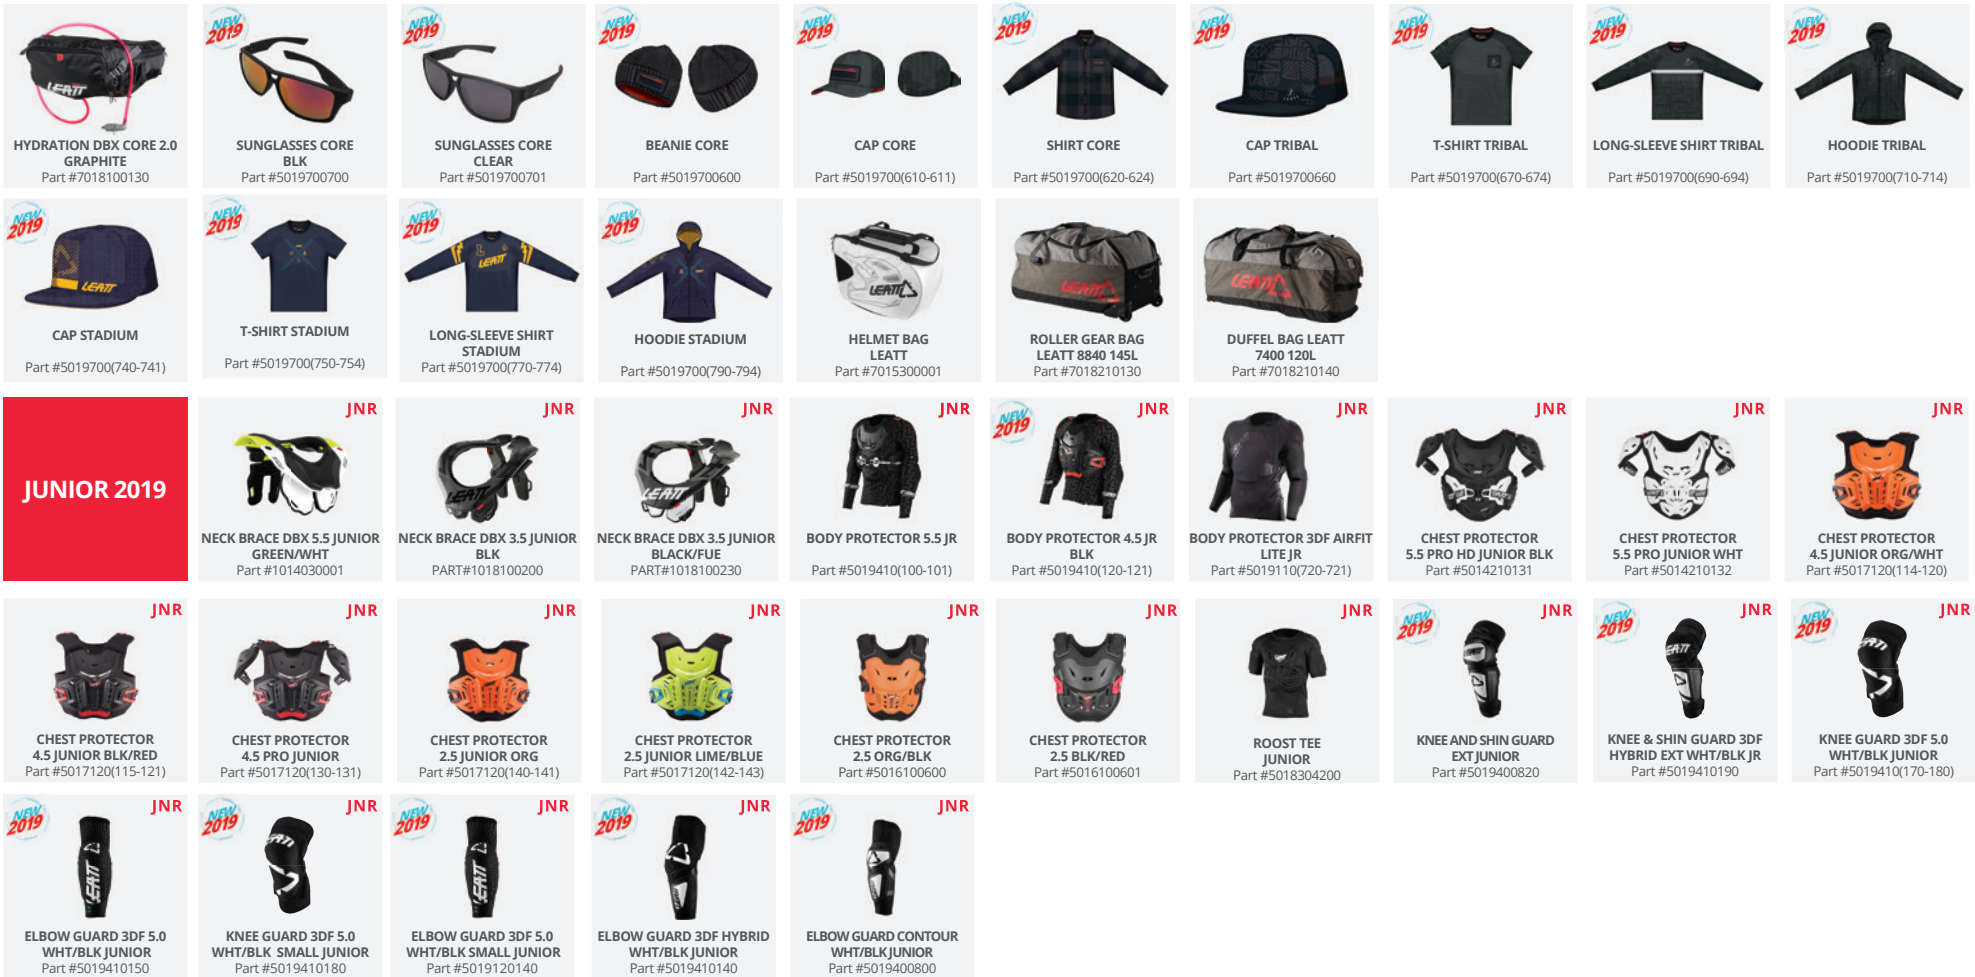 HYDRATION DBX CORE 2.0
GRAPHITE
Part #7018100130
NEW
2019
SUNGLASSES CORE
BLK
Part #5019700700
NEW
2019
SUNGLASSES CORE
CLEAR
Part #5019700701
NEW
2019
BEANIE CORE
Part #5019700600
NEW
2019
CAP CORE
Part #5019700(610-611)
NEW
2019
SHIRT CORE
Part #5019700(620-624)
NEW
2019
CAP TRIBAL
Part #5019700660
NEW
2019
T-SHIRT TRIBAL
Part #5019700(670-674)
NEW
2019
LONG-SLEEVE SHIRT TRIBAL
Part #5019700(690-694)
NEW
2019
HOODIE TRIBAL
Part #5019700(710-714)
NEW
2019
LEATT
CAP STADIUM
Part #5019700(740-741)
NEW
2019
T-SHIRT STADIUM
Part #5019700(750-754)
NEW
2019
L
LEATT
LONG-SLEEVE SHIRT
STADIUM
Part #5019700(770-774)
NEW
2019
HOODIE STADIUM
Part #5019700(790-794)
LEATT
HELMET BAG
LEATT
Part #7015300001
LEATT
ROLLER GEAR BAG
LEATT 8840 145L
Part #7018210130
LEATT
DUFFEL BAG LEATT
7400 120L
Part #7018210140
JUNIOR 2019
JNR
NECK BRACE DBX 5.5 JUNIOR
GREEN/WHT
Part #1014030001
JNR
LEATT
NECK BRACE DBX 3.5 JUNIOR
BLK
PART#1018100200
JNR
LEATT
NECK BRACE DBX 3.5 JUNIOR
BLACK/FUE
PART#1018100230
JNR
BODY PROTECTOR 5.5 JR
Part #5019410(100-101)
NEW
2019
JNR
BODY PROTECTOR 4.5 JR
BLK
Part #5019410(120-121)
JNR
BODY PROTECTOR 3DF AIRFIT
LITE JR
Part #5019110(720-721)
JNR
CHEST PROTECTOR
5.5 PRO HD JUNIOR BLK
Part #5014210131
JNR
CHEST PROTECTOR
5.5 PRO JUNIOR WHT
Part #5014210132
JNR
CHEST PROTECTOR
4.5 JUNIOR ORG/WHT
Part #5017120(114-120)
JNR
CHEST PROTECTOR
4.5 JUNIOR BLK/RED
Part #5017120(115-121)
JNR
CHEST PROTECTOR
4.5 PRO JUNIOR
Part #5017120(130-131)
JNR
CHEST PROTECTOR
2.5 JUNIOR ORG
Part #5017120(140-141)
JNR
CHEST PROTECTOR
2.5 JUNIOR LIME/BLUE
Part #5017120(142-143)
JNR
CHEST PROTECTOR
2.5 ORG/BLK
Part #5016100600
JNR
CHEST PROTECTOR
2.5 BLK/RED
Part #5016100601
JNR
ROOST TEE
JUNIOR
Part #5018304200
NEW
2019
JNR
LEATT
KNEE AND SHIN GUARD
EXT JUNIOR
Part #5019400820
NEW
2019
JNR
LEATT
KNEE & SHIN GUARD 3DF
HYBRID EXT WHT/BLK JR
Part #5019410190
NEW
2019
JNR
LEATT
KNEE GUARD 3DF 5.0
WHT/BLK JUNIOR
Part #5019410(170-180)
NEW
2019
JNR
LEATT
ELBOW GUARD 3DF 5.0
WHT/BLK JUNIOR
Part #5019410150
NEW
2019
JNR
LEATT
KNEE GUARD 3DF 5.0
WHT/BLK SMALL JUNIOR
Part #5019410180
NEW
2019
JNR
LEATT
ELBOW GUARD 3DF 5.0
WHT/BLK SMALL JUNIOR
Part #5019120140
NEW
2019
JNR
LEATT
ELBOW GUARD 3DF HYBRID
WHT/BLK JUNIOR
Part #5019410140
NEW
2019
JNR
ELBOW GUARD CONTOUR
WHT/BLK JUNIOR
Part #5019400800